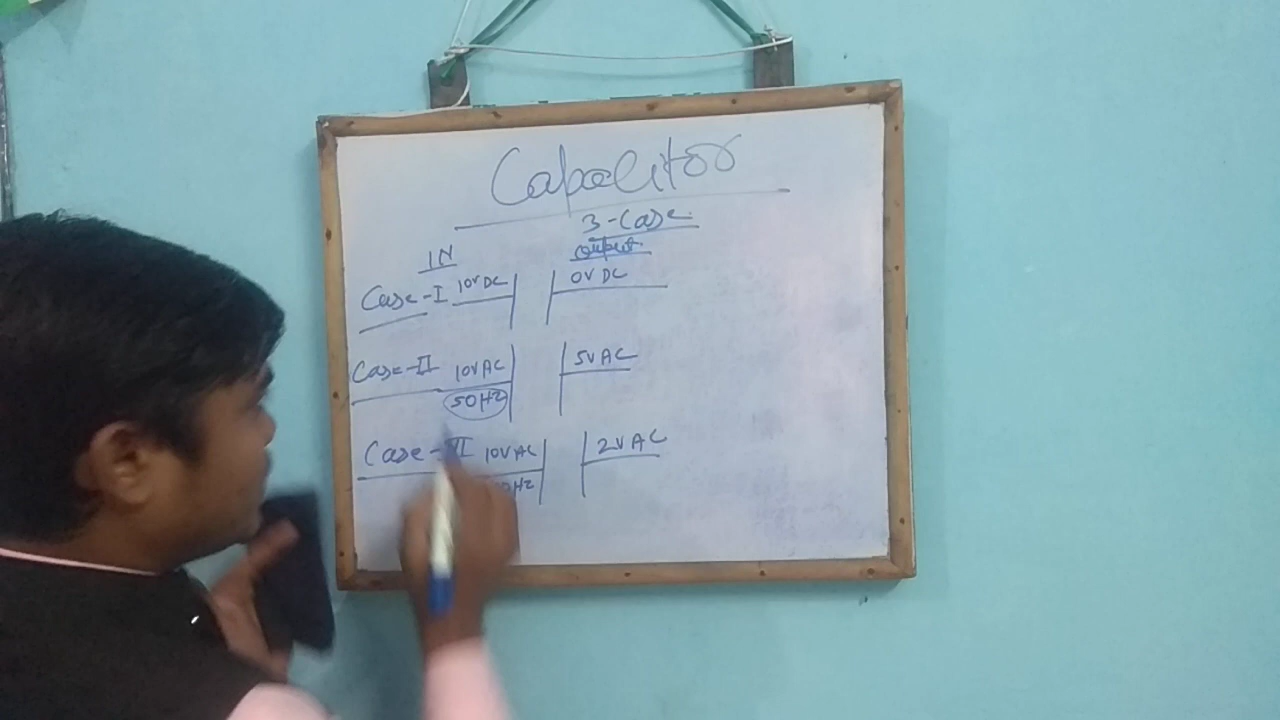 Capacitor
3-Case
IN output
Case-I 10V DC 0V DC
Case-II 10V AC 5V AC
50Hz
Case-III 10V AC 2V AC
Hz